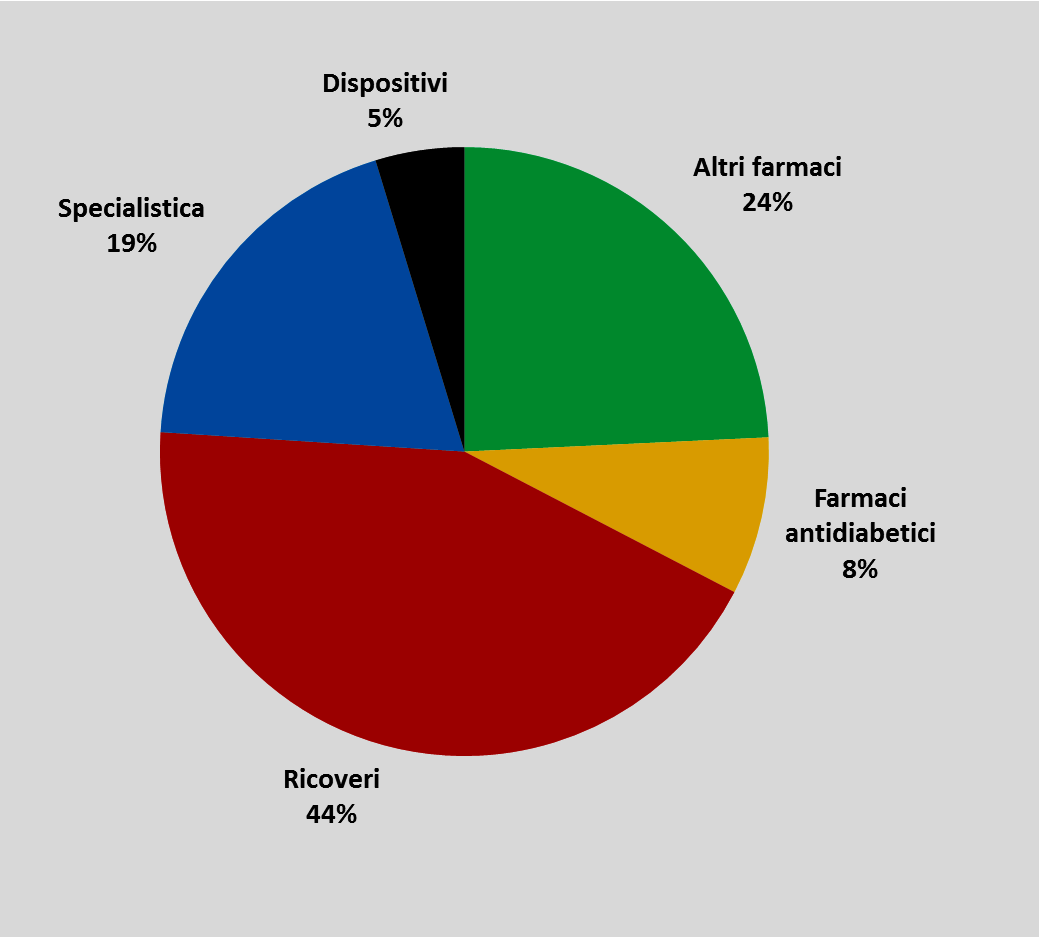 Dispositivi
5%
Altri farmaci
24%
Specialistica
19%
Farmaci
antidiabetici
8%
Ricoveri
44%